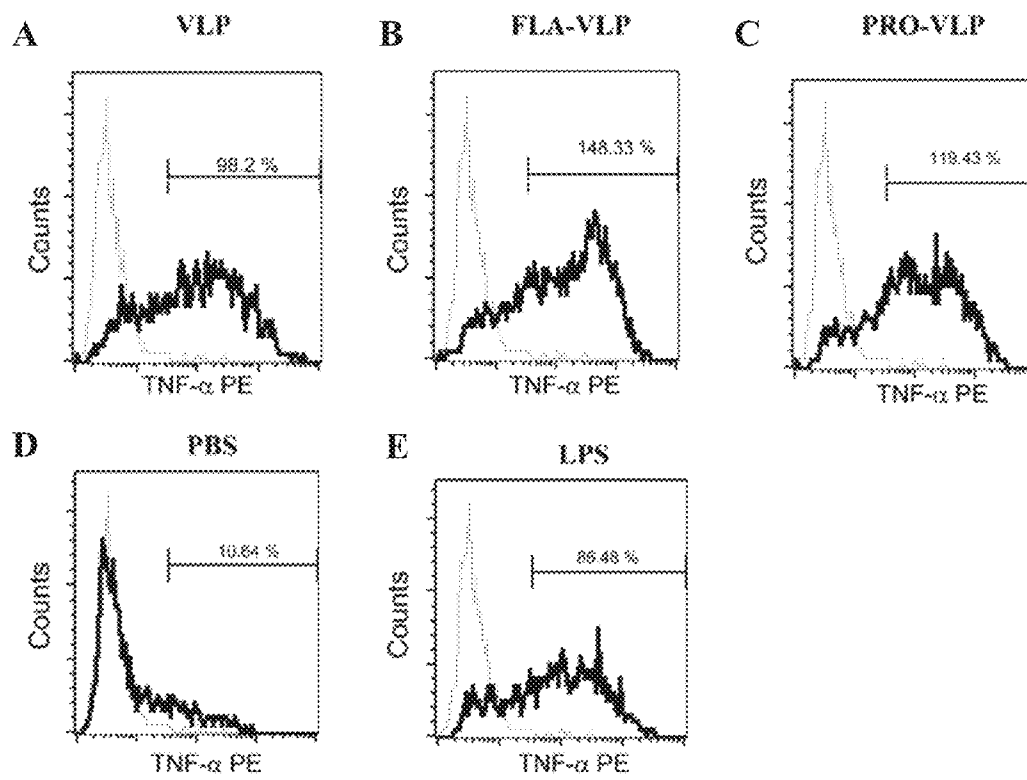 A VLP
98.2 %
Counts
TNF-α PE
B FLA-VLP
148.33 %
Counts
TNF-α PE
C PRO-VLP
119.43 %
Counts
TNF-α PE
D PBS
10.64 %
Counts
TNF-α PE
E LPS
86.48 %
Counts
TNF-α PE